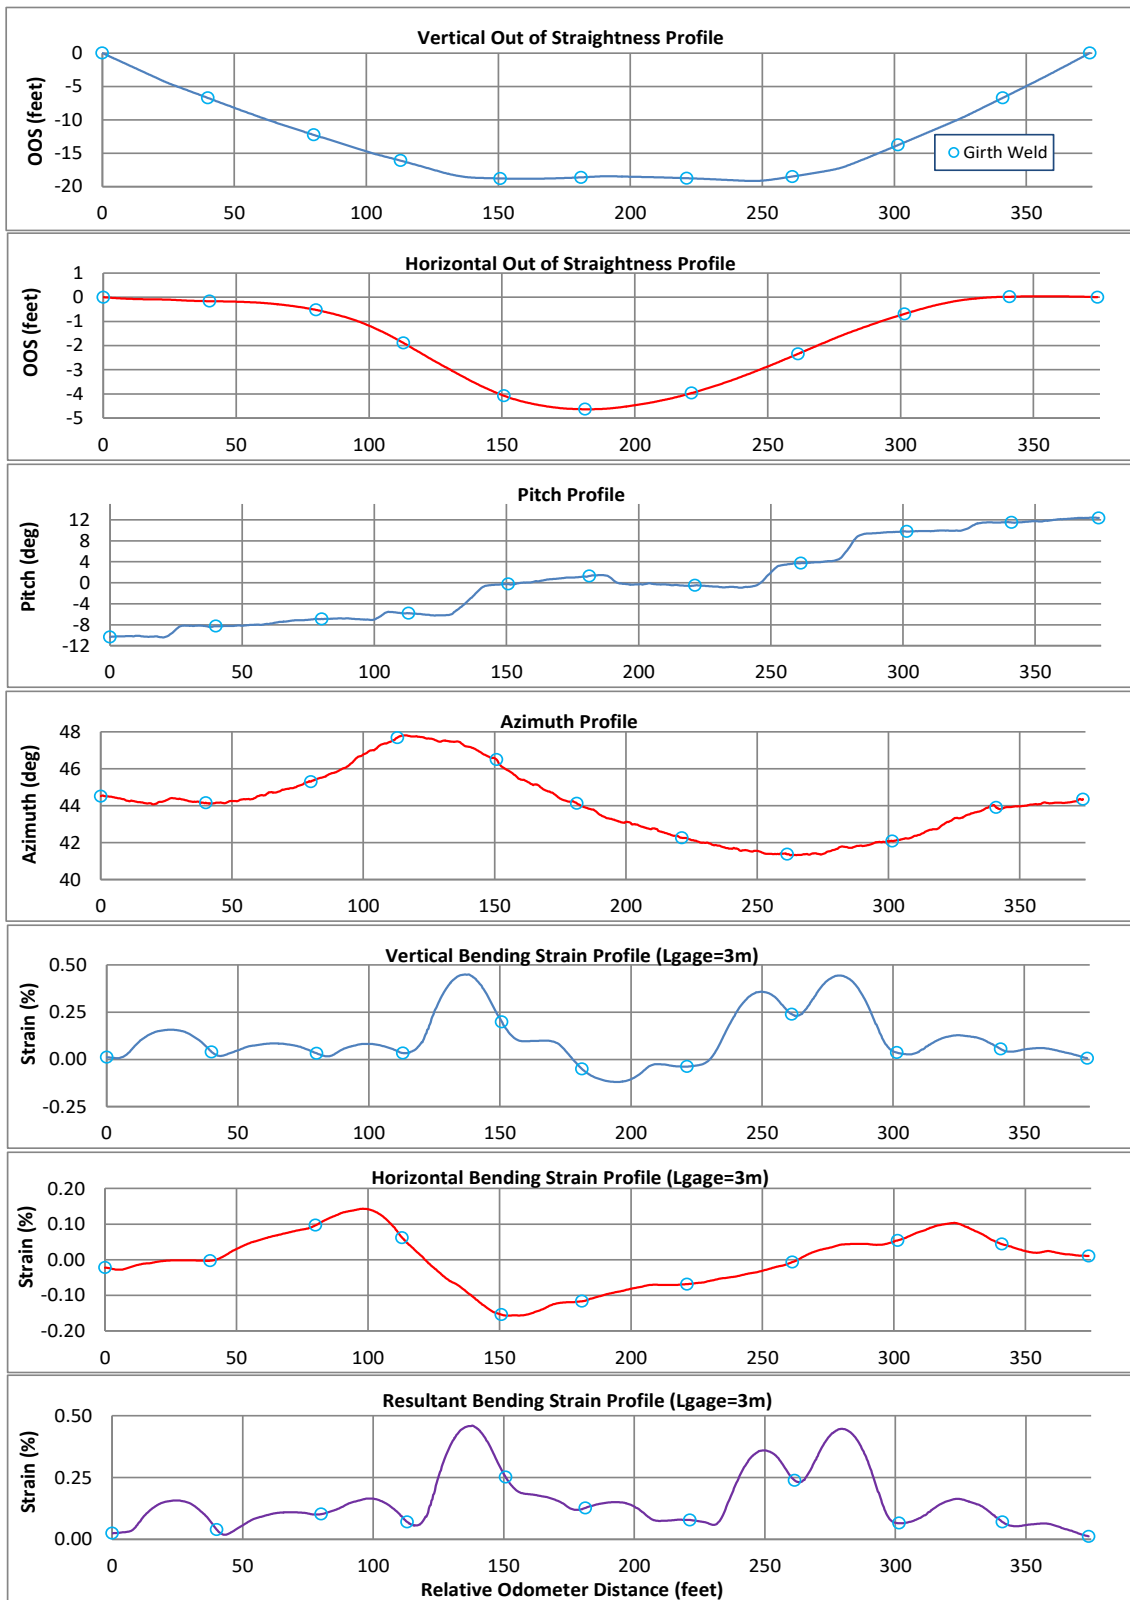 Vertical Out of Straightness Profile
OOS (feet)
0
-5
-10
-15
-20
Girth Weld
0 50 100 150 200 250 300 350
Horizontal Out of Straightness Profile
OOS (feet)
1
0
-1
-2
-3
-4
-5
0 50 100 150 200 250 300 350
Pitch Profile
Pitch (deg)
12
8
4
0
-4
-8
-12
0 50 100 150 200 250 300 350
Azimuth Profile
Azimuth (deg)
48
46
44
42
40
0 50 100 150 200 250 300 350
Vertical Bending Strain Profile (Lgage=3m)
Strain (%)
0.50
0.25
0.00
-0.25
0 50 100 150 200 250 300 350
Horizontal Bending Strain Profile (Lgage=3m)
Strain (%)
0.20
0.10
0.00
-0.10
-0.20
0 50 100 150 200 250 300 350
Resultant Bending Strain Profile (Lgage=3m)
Strain (%)
0.50
0.25
0.00
0 50 100 150 200 250 300 350
Relative Odometer Distance (feet)